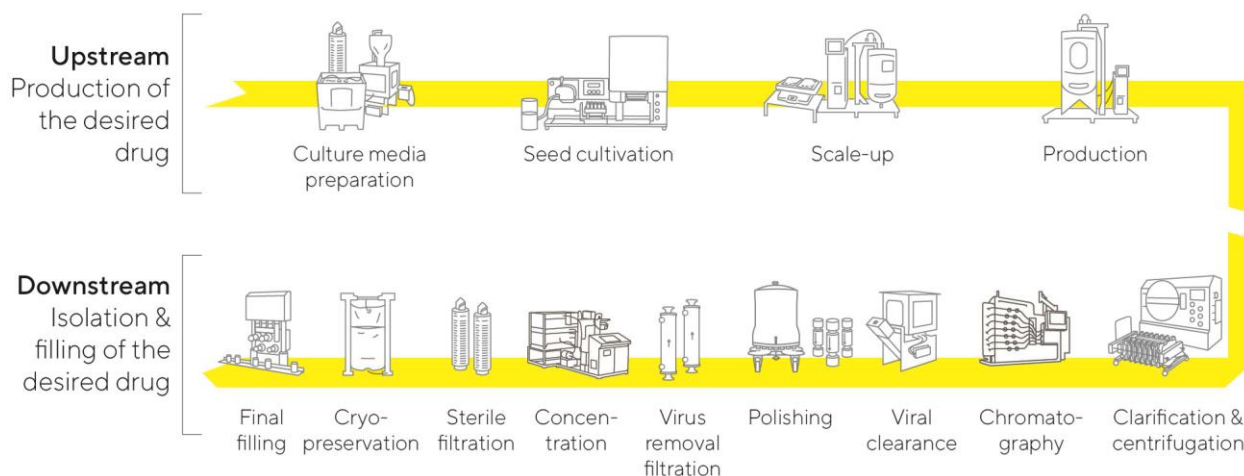 Upstream
Production of
the desired
drug
Culture media
preparation
Seed cultivation
Scale-up
Production
Downstream
Isolation &
filling of the
desired drug
Final
filling
Cryo-
preservation
Sterile
filtration
Concen-
tration
Virus
removal
filtration
Polishing
Viral
clearance
Chromato-
graphy
Clarification &
centrifugation